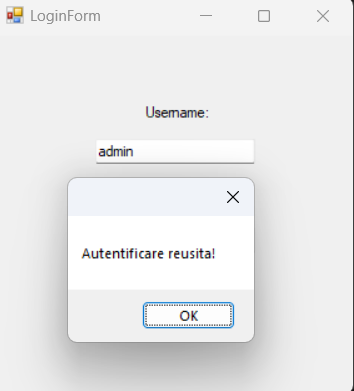 LoginForm
Username:
admin
Autentificare reusita!
OK